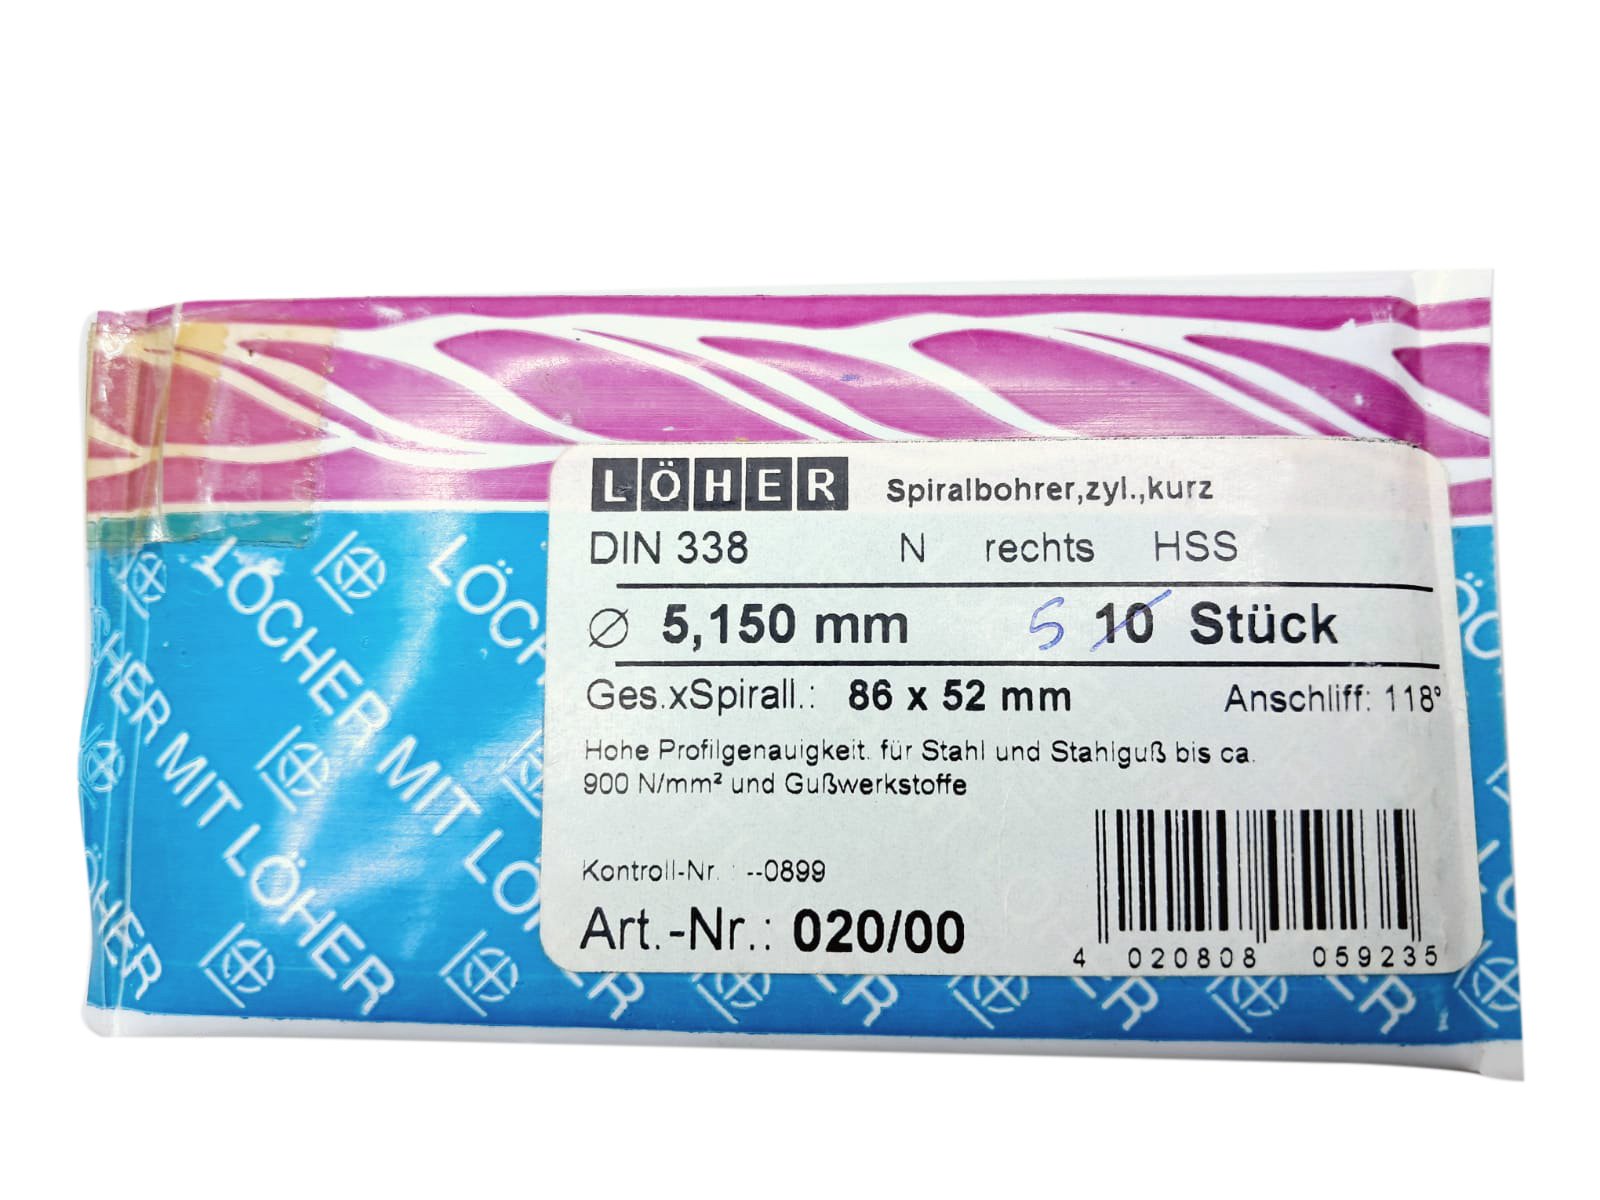 LÖHER Spiralbohrer,zyl.,kurz
DIN 338 N rechts HSS
Ø 5,150 mm 5 10 Stück
Ges.xSpirall.: 86 x 52 mm Anschliff: 118°
Hohe Profilgenauigkeit. für Stahl und Stahlguß bis ca.
900 N/mm² und Gußwerkstoffe
Kontroll-Nr. : --0899
Art.-Nr.: 020/00
4 020808 059235
LÖCHER MIT LÖHER
LÖCHER MIT LÖHER